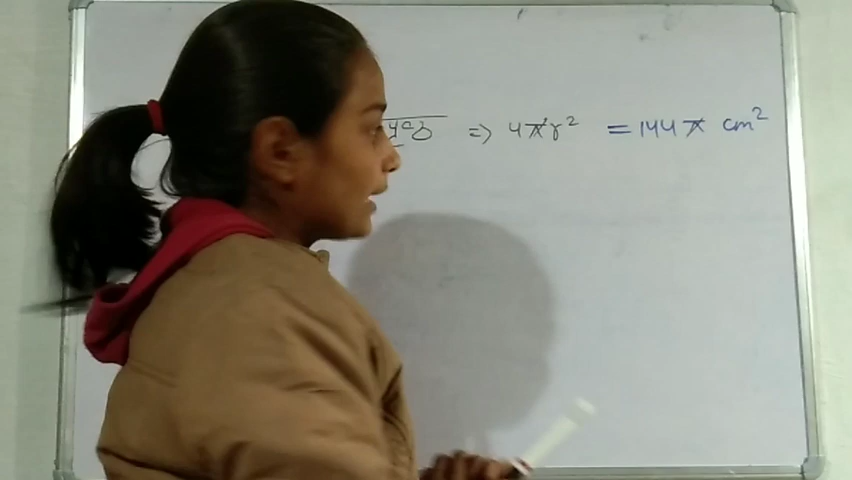 => 4πr² = 144π cm²